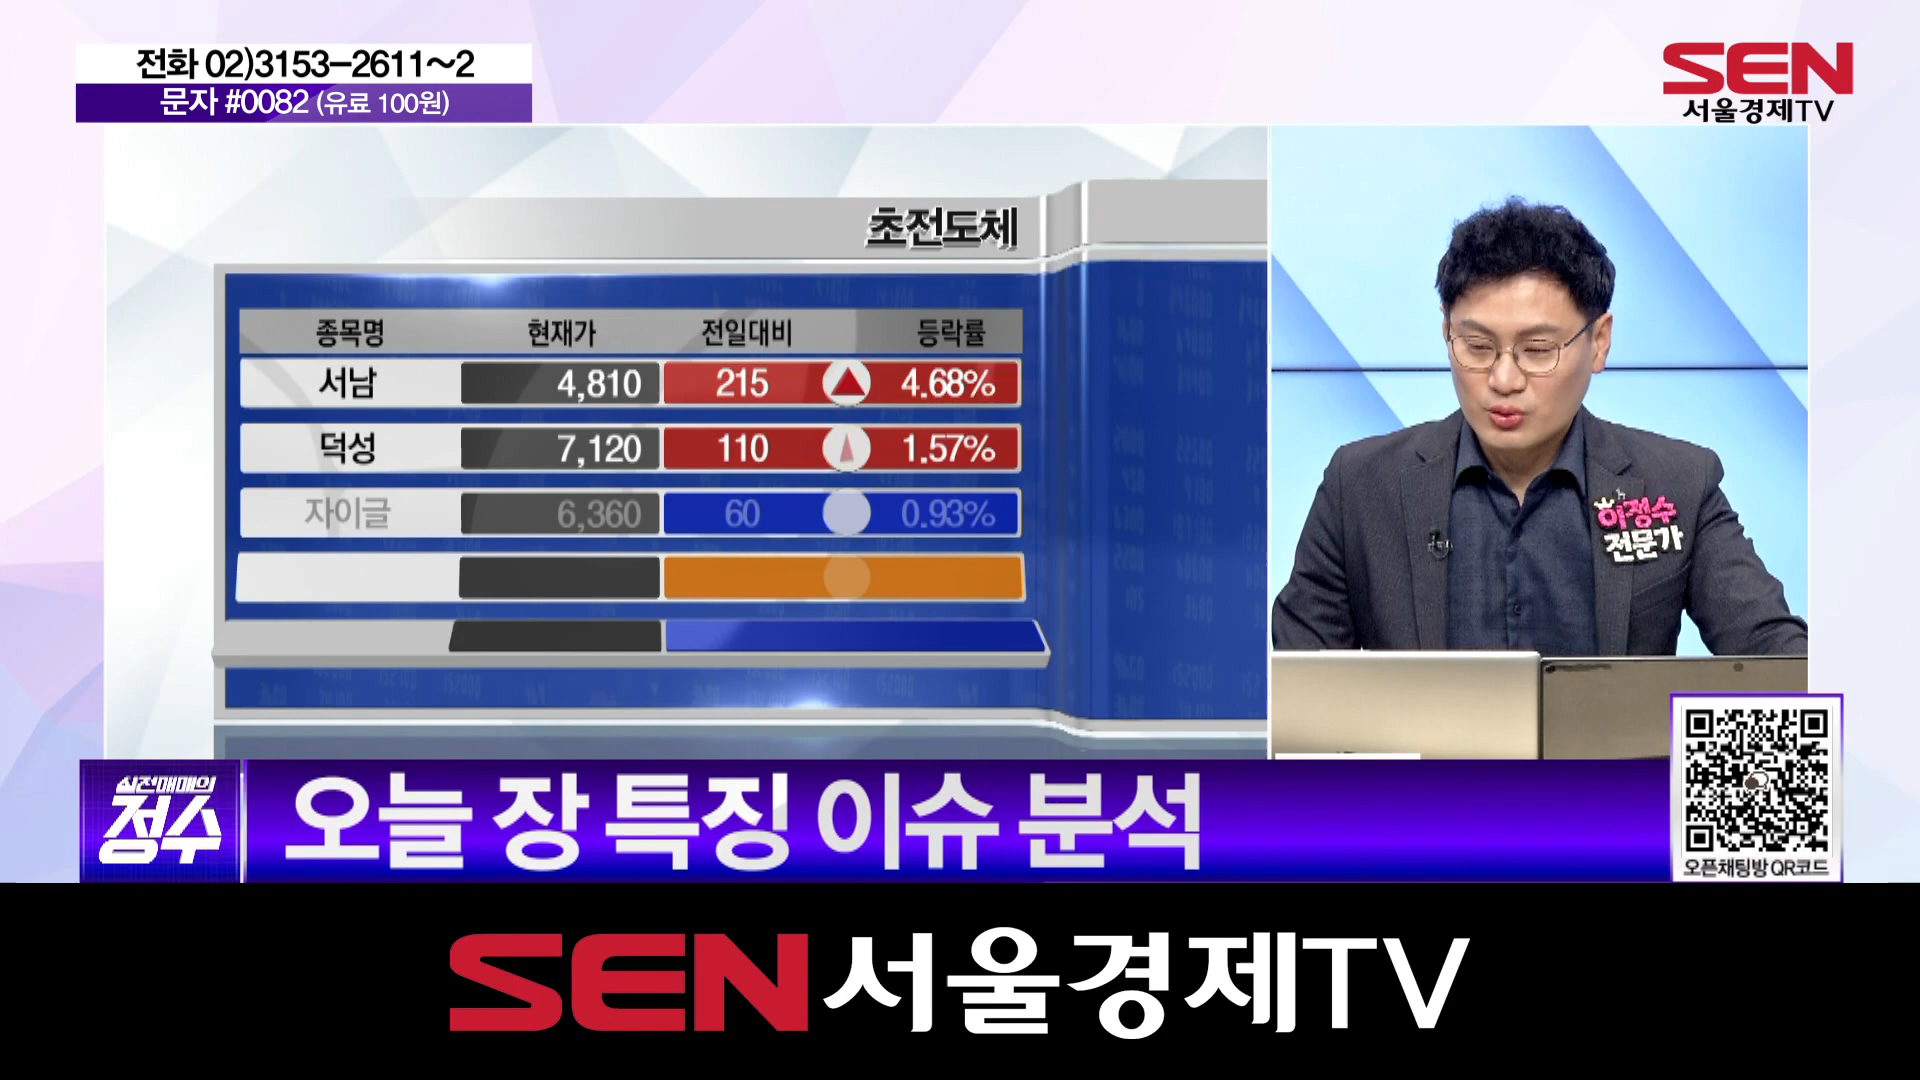 전화 02)3153-2611~2
문자 #0082 (유료 100원)
SEN
서울경제TV
초전도체
종목명 현재가 전일대비 등락률
서남 4,810 215 4.68%
덕성 7,120 110 1.57%
자이글 6,360 60 0.93%
이정수
전문가
실전매매의
정수
오늘 장 특징 이슈 분석
오픈채팅방 QR코드
SEN 서울경제TV